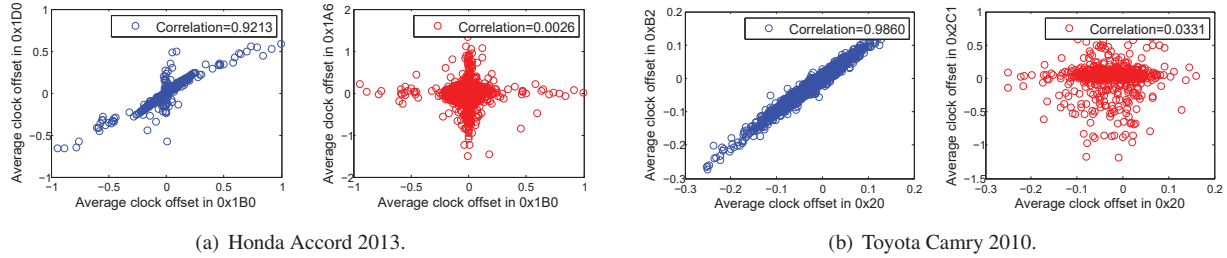 Correlation=0.9213
1
0.5
0
−0.5
−1
−1 −0.5 0 0.5 1
Average clock offset in 0x1D0
Average clock offset in 0x1B0
Correlation=0.0026
2
1
0
−1
−2
−1 −0.5 0 0.5 1
Average clock offset in 0x1A6
Average clock offset in 0x1B0
(a) Honda Accord 2013.
Correlation=0.9860
0.2
0.1
0
−0.1
−0.2
−0.3
−0.3 −0.2 −0.1 0 0.1 0.2
Average clock offset in 0xB2
Average clock offset in 0x20
Correlation=0.0331
0.5
0
−0.5
−1
−1.5
−0.3 −0.2 −0.1 0 0.1 0.2
Average clock offset in 0x2C1
Average clock offset in 0x20
(b) Toyota Camry 2010.